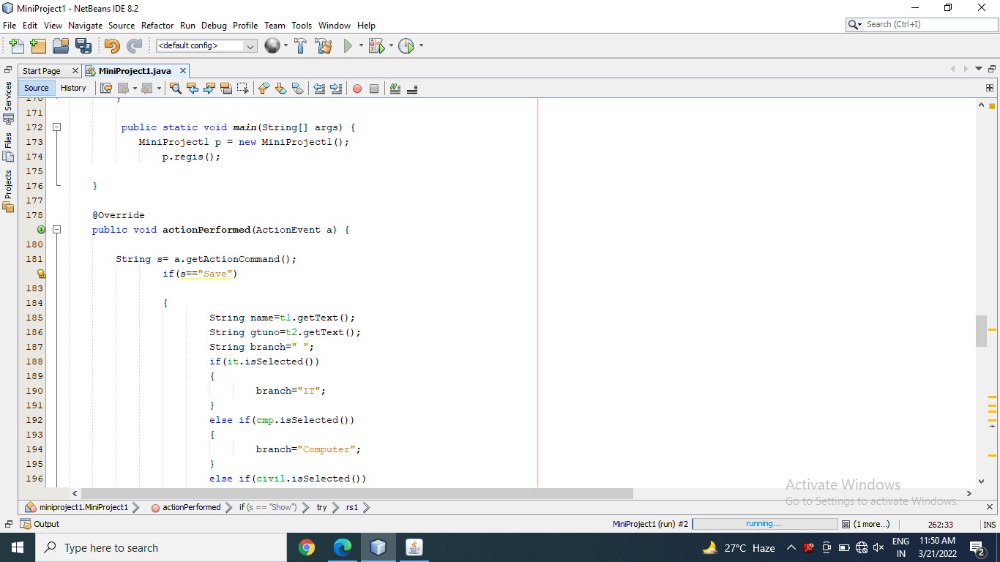 MiniProject1 - NetBeans IDE 8.2
File Edit View Navigate Source Refactor Run Debug Profile Team Tools Window Help
Search (Ctrl+I)
<default config>
Start Page
MiniProject1.java
Source History
Services
Files
Projects
170 }
171
172 public static void main(String[] args) {
173 MiniProject1 p = new MiniProject1();
174 p.regis();
175
176 }
177
178 @Override
public void actionPerformed(ActionEvent a) {
180
181 String s= a.getActionCommand();
if(s=="Save")
183
184 {
185 String name=t1.getText();
186 String gtuno=t2.getText();
187 String branch=" ";
188 if(it.isSelected())
189 {
190 branch="IT";
191 }
192 else if(cmp.isSelected())
193 {
194 branch="Computer";
195 }
196 else if(civil.isSelected())
Activate Windows
Go to Settings to activate Windows.
miniproject1.MiniProject1 actionPerformed if (s == "Show") try rs1
Output
MiniProject1 (run) #2 running... (1 more...) 262:33 INS
Type here to search
27°C Haze
ENG
IN
11:50 AM
3/21/2022
2